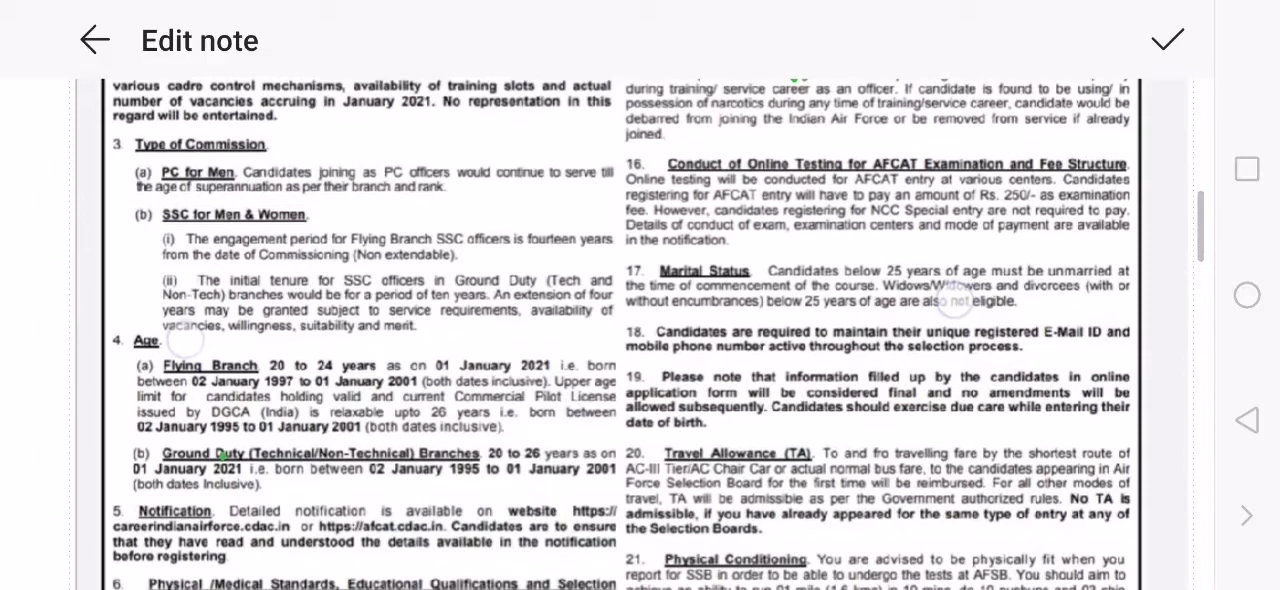 Edit note
various cadre control mechanisms, availability of training slots and actual
number of vacancies accruing in January 2021. No representation in this
regard will be entertained.
3. Type of Commission.
(a) PC for Men. Candidates joining as PC officers would continue to serve till
the age of superannuation as per their branch and rank.
(b) SSC for Men & Women.
(i) The engagement period for Flying Branch SSC officers is fourteen years
from the date of Commissioning (Non extendable).
(ii) The initial tenure for SSC officers in Ground Duty (Tech and
Non-Tech) branches would be for a period of ten years. An extension of four
years may be granted subject to service requirements, availability of
vacancies, willingness, suitability and merit.
4. Age.
(a) Flying Branch 20 to 24 years as on 01 January 2021 i.e. born
between 02 January 1997 to 01 January 2001 (both dates inclusive). Upper age
limit for candidates holding valid and current Commercial Pilot License
issued by DGCA (India) is relaxable upto 26 years i.e. born between
02 January 1995 to 01 January 2001 (both dates inclusive).
(b) Ground Duty (Technical/Non-Technical) Branches. 20 to 26 years as on
01 January 2021 i.e. born between 02 January 1995 to 01 January 2001
(both dates Inclusive).
5. Notification. Detailed notification is available on website https://
careerindianairforce.cdac.in or https://afcat.cdac.in. Candidates are to ensure
that they have read and understood the details available in the notification
before registering.
6. Physical /Medical Standards, Educational Qualifications and Selection
during training/ service career as an officer. If candidate is found to be using/ in
possession of narcotics during any time of training/service career, candidate would be
debarred from joining the Indian Air Force or be removed from service if already
joined.
16. Conduct of Online Testing for AFCAT Examination and Fee Structure.
Online testing will be conducted for AFCAT entry at various centers. Candidates
registering for AFCAT entry will have to pay an amount of Rs. 250/- as examination
fee. However, candidates registering for NCC Special entry are not required to pay.
Details of conduct of exam, examination centers and mode of payment are available
in the notification.
17. Marital Status. Candidates below 25 years of age must be unmarried at
the time of commencement of the course. Widows/Widowers and divorcees (with or
without encumbrances) below 25 years of age are also not eligible.
18. Candidates are required to maintain their unique registered E-Mail ID and
mobile phone number active throughout the selection process.
19. Please note that information filled up by the candidates in online
application form will be considered final and no amendments will be
allowed subsequently. Candidates should exercise due care while entering their
date of birth.
20. Travel Allowance (TA). To and fro travelling fare by the shortest route of
AC-III Tier/AC Chair Car or actual normal bus fare, to the candidates appearing in Air
Force Selection Board for the first time will be reimbursed. For all other modes of
travel, TA will be admissible as per the Government authorized rules. No TA is
admissible, if you have already appeared for the same type of entry at any of
the Selection Boards.
21. Physical Conditioning. You are advised to be physically fit when you
report for SSB in order to be able to undergo the tests at AFSB. You should aim to